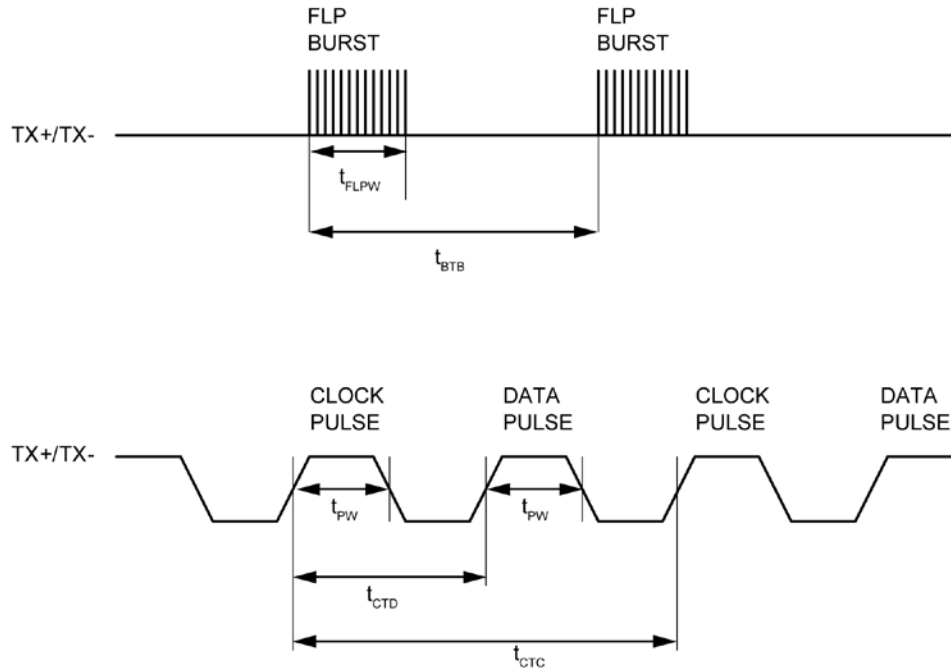 FLP
BURST
FLP
BURST
TX+/TX-
tFLPW
tBTB
CLOCK
PULSE
DATA
PULSE
CLOCK
PULSE
DATA
PULSE
TX+/TX-
tPW
tPW
tCTD
tCTC